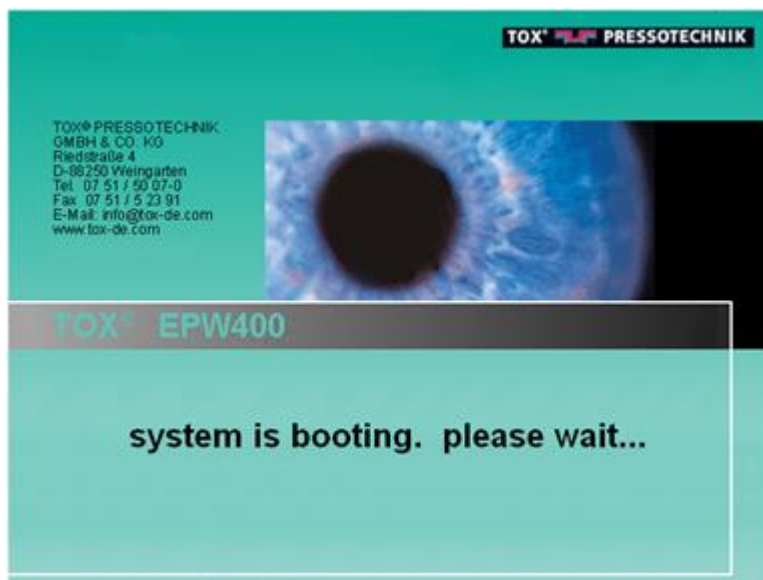 TOX® PRESSOTECHNIK
TOX® PRESSOTECHNIK
GMBH & CO. KG
Riedstraße 4
D-88250 Weingarten
Tel. 07 51 / 50 07-0
Fax 07 51 / 5 23 91
E-Mail: info@tox-de.com
www.tox-de.com
TOX® EPW400
system is booting. please wait...